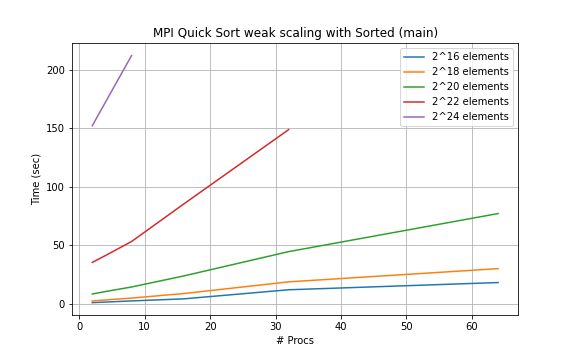 MPI Quick Sort weak scaling with Sorted (main)
2^16 elements
2^18 elements
2^20 elements
2^22 elements
2^24 elements
Time (sec)
200
150
100
50
0
0 10 20 30 40 50 60
# Procs